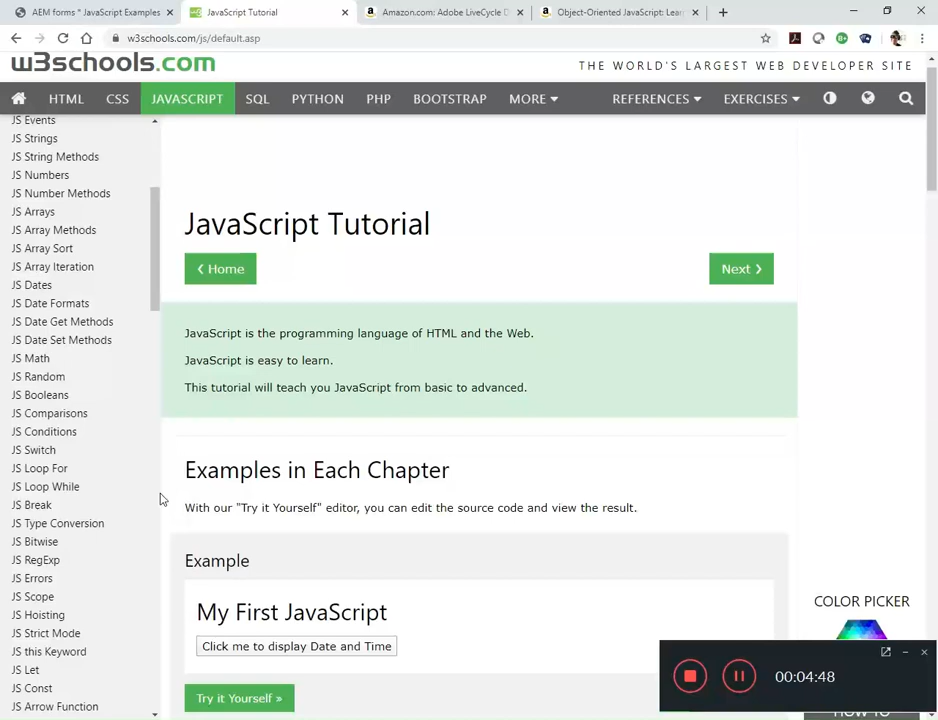 AEM forms * JavaScript Examples
JavaScript Tutorial
Amazon.com: Adobe LiveCycle D
Object-Oriented JavaScript: Lear
w3schools.com/js/default.asp
w3schools.com
THE WORLD'S LARGEST WEB DEVELOPER SITE
HTML CSS JAVASCRIPT SQL PYTHON PHP BOOTSTRAP MORE REFERENCES EXERCISES
JS Events
JS Strings
JS String Methods
JS Numbers
JS Number Methods
JS Arrays
JS Array Methods
JS Array Sort
JS Array Iteration
JS Dates
JS Date Formats
JS Date Get Methods
JS Date Set Methods
JS Math
JS Random
JS Booleans
JS Comparisons
JS Conditions
JS Switch
JS Loop For
JS Loop While
JS Break
JS Type Conversion
JS Bitwise
JS RegExp
JS Errors
JS Scope
JS Hoisting
JS Strict Mode
JS this Keyword
JS Let
JS Const
JS Arrow Function
JavaScript Tutorial
❮ Home
Next ❯
JavaScript is the programming language of HTML and the Web.
JavaScript is easy to learn.
This tutorial will teach you JavaScript from basic to advanced.
Examples in Each Chapter
With our "Try it Yourself" editor, you can edit the source code and view the result.
Example
My First JavaScript
Click me to display Date and Time
Try it Yourself »
COLOR PICKER
00:04:48